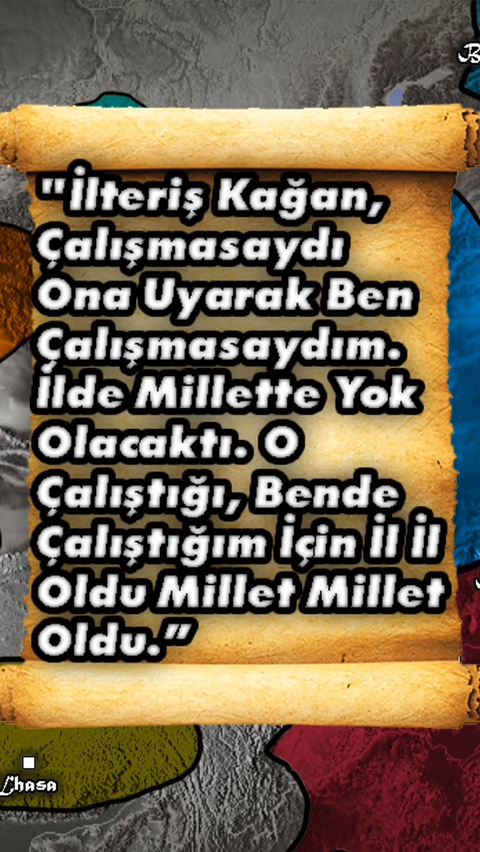 "İlteriş Kağan,
Çalışmasaydı
Ona Uyarak Ben
Çalışmasaydım.
İlde Millette Yok
Olacaktı. O
Çalıştığı, Bende
Çalıştığım İçin İl İl
Oldu Millet Millet
Oldu.”
Lhasa